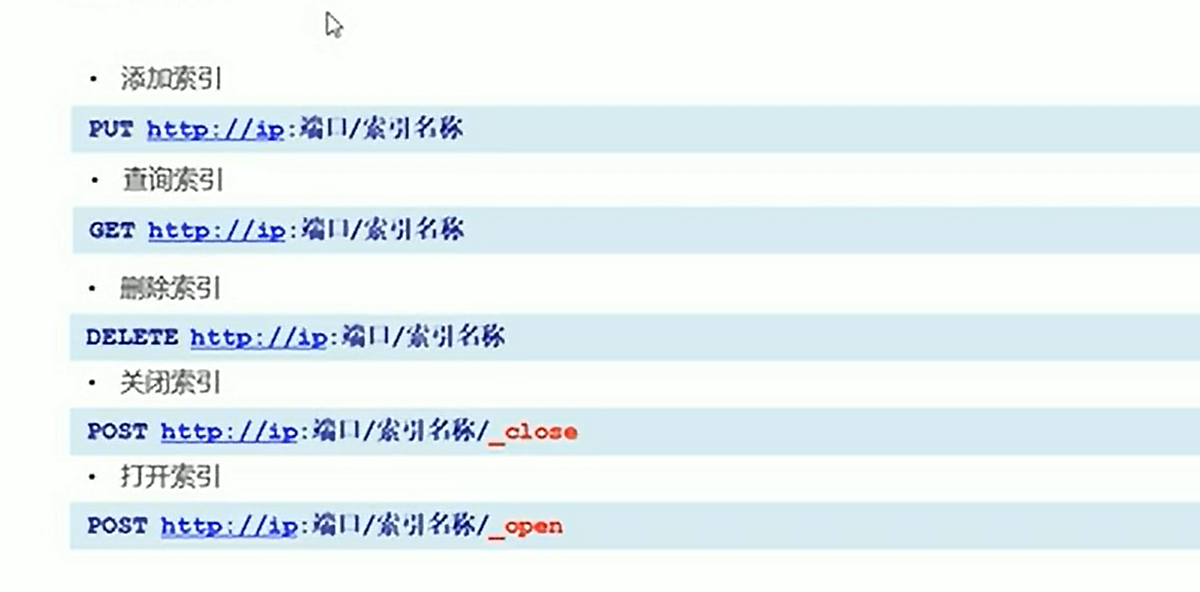 • 添加索引
PUT http://ip:端口/索引名称
• 查询索引
GET http://ip:端口/索引名称
• 删除索引
DELETE http://ip:端口/索引名称
• 关闭索引
POST http://ip:端口/索引名称/_close
• 打开索引
POST http://ip:端口/索引名称/_open